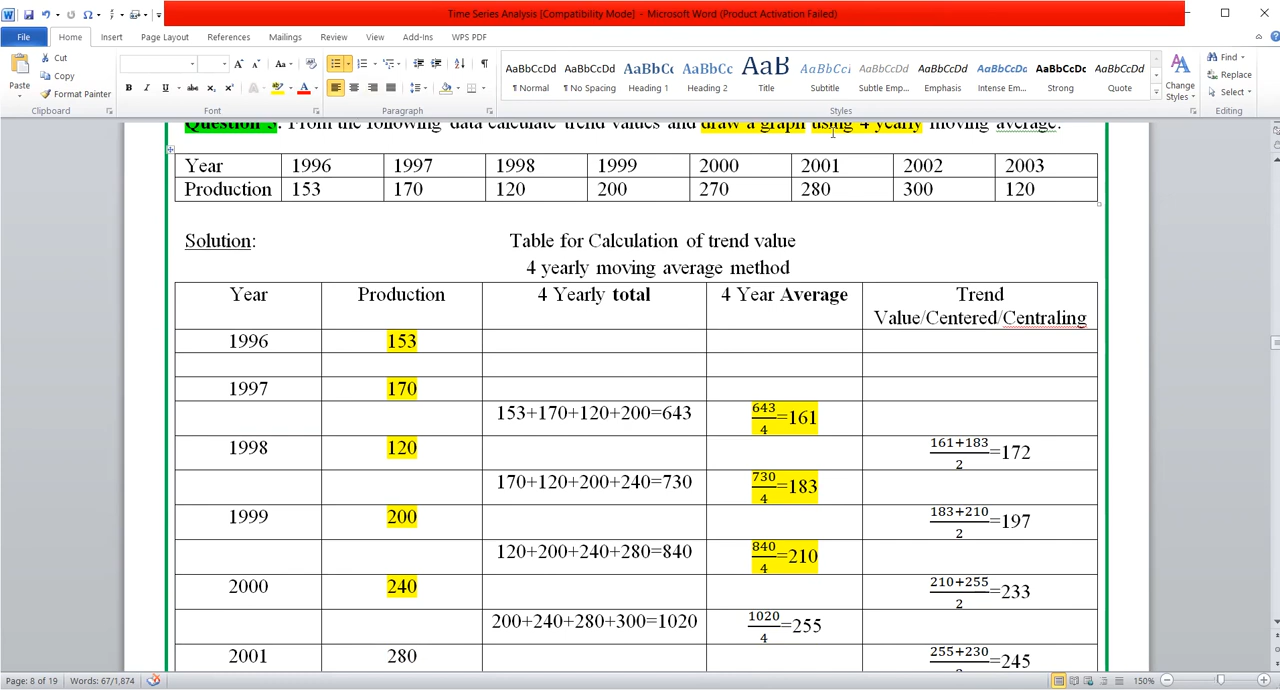 Time Series Analysis [Compatibility Mode] - Microsoft Word (Product Activation Failed)
File Home Insert Page Layout References Mailings Review View Add-Ins WPS PDF
Paste Cut Copy Format Painter
AaBbCcDd AaBbCcDd AaBbCc AaBbCc AaB AaBbCci AaBbCcDd AaBbCcDd AaBbCcDd AaBbCcDc AaBbCcDd
¶ Normal ¶ No Spacing Heading 1 Heading 2 Title Subtitle Subtle Emp... Emphasis Intense Em... Strong Quote
Change Styles
Find Replace Select
Clipboard Font Paragraph Styles Editing
Question 3: From the following data calculate trend values and draw a graph using 4 yearly moving average.
Year 1996 1997 1998 1999 2000 2001 2002 2003
Production 153 170 120 200 270 280 300 120
Solution: Table for Calculation of trend value
4 yearly moving average method
Year Production 4 Yearly total 4 Year Average Trend
Value/Centered/Centraling
1996 153
1997 170
153+170+120+200=643 643/4=161
1998 120 161+183/2=172
170+120+200+240=730 730/4=183
1999 200 183+210/2=197
120+200+240+280=840 840/4=210
2000 240 210+255/2=233
200+240+280+300=1020 1020/4=255
2001 280 255+230/2=245
Page: 8 of 19 Words: 67/1,874 150%